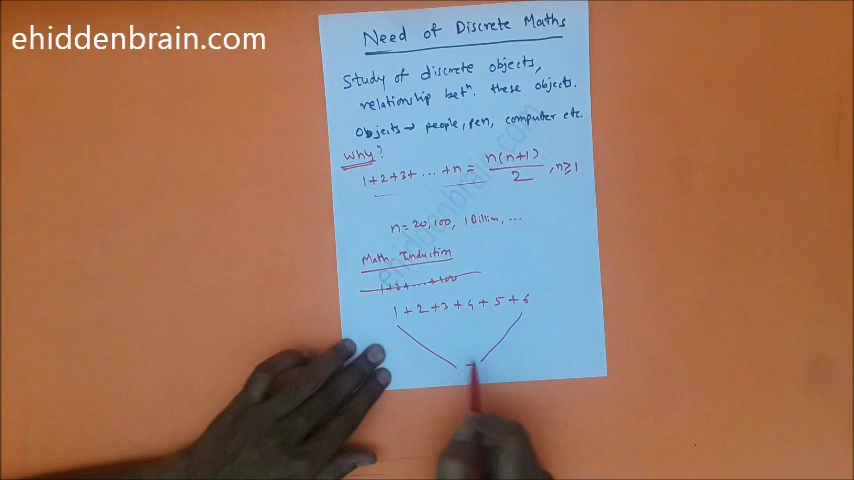 ehiddenbrain.com
Need of Discrete Maths
Study of discrete objects,
relationship betⁿ. these objects.
Objects → people, pen, computer etc.
Why?
1+2+3+ ... +n = n(n+1)/2 , n≥1
n = 20, 100, 1 Billion, ...
Math. Induction
1+2+...+100
1+2+3+4+5+6
ehiddenbrain.com